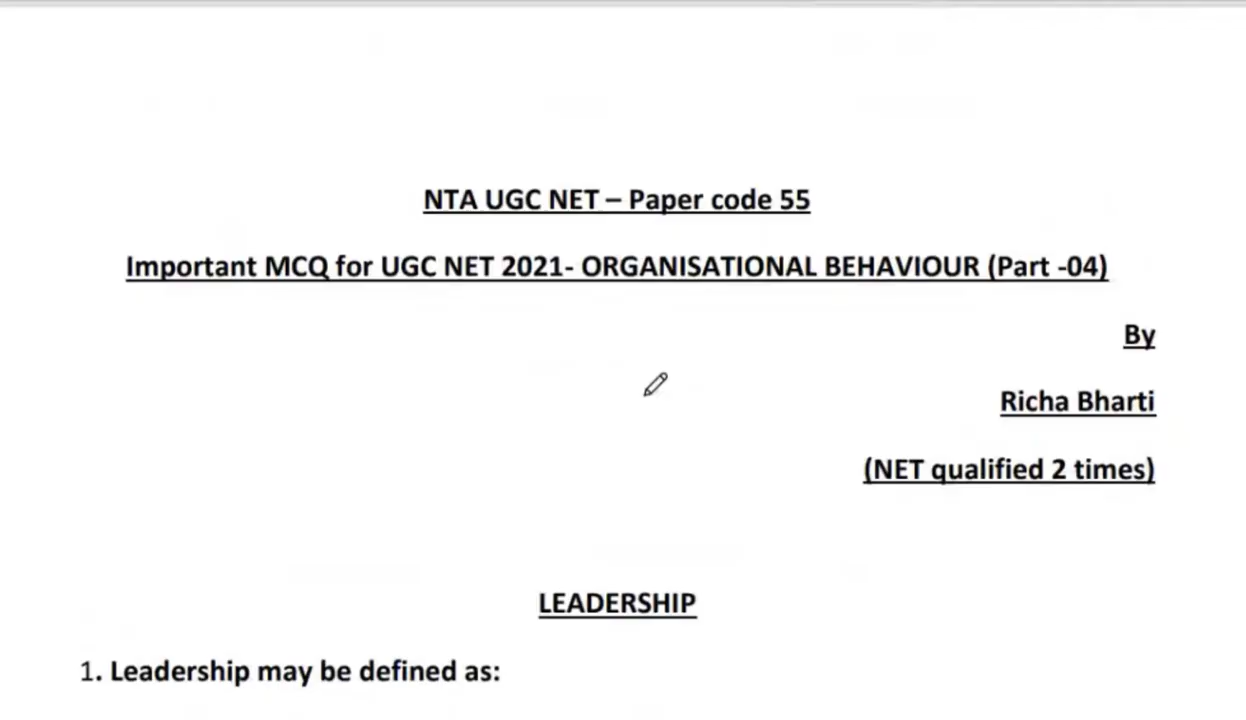 NTA UGC NET – Paper code 55
Important MCQ for UGC NET 2021- ORGANISATIONAL BEHAVIOUR (Part -04)
By
Richa Bharti
(NET qualified 2 times)
LEADERSHIP
1. Leadership may be defined as: